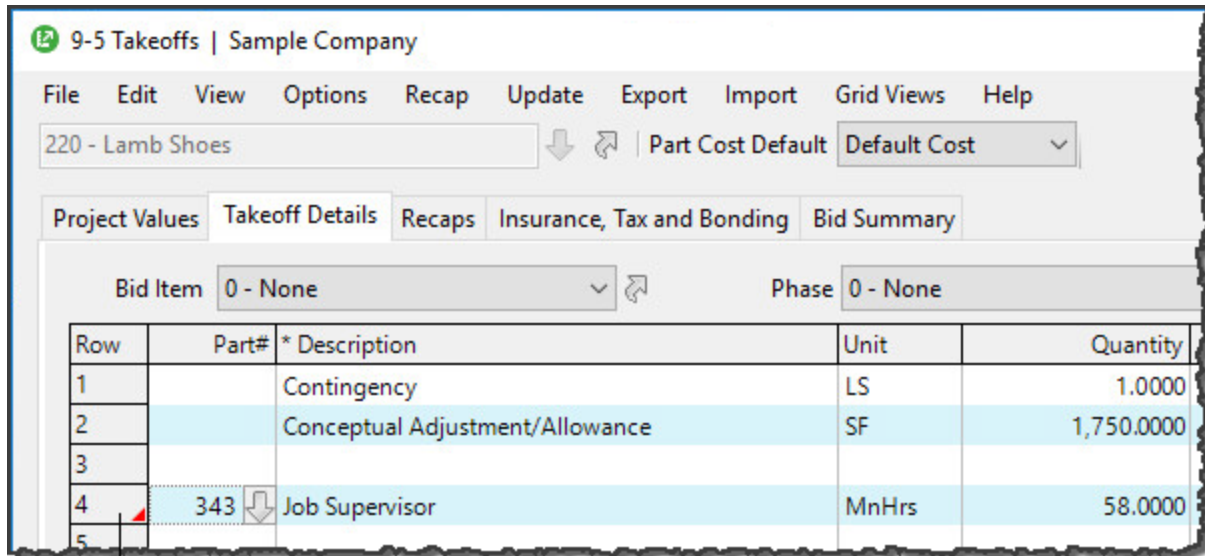 9-5 Takeoffs | Sample Company
File Edit View Options Recap Update Export Import Grid Views Help
220 - Lamb Shoes | Part Cost Default Default Cost
Project Values Takeoff Details Recaps Insurance, Tax and Bonding Bid Summary
Bid Item 0 - None Phase 0 - None
Row Part# * Description Unit Quantity
1 Contingency LS 1.0000
2 Conceptual Adjustment/Allowance SF 1,750.0000
3
4 343 Job Supervisor MnHrs 58.0000
5